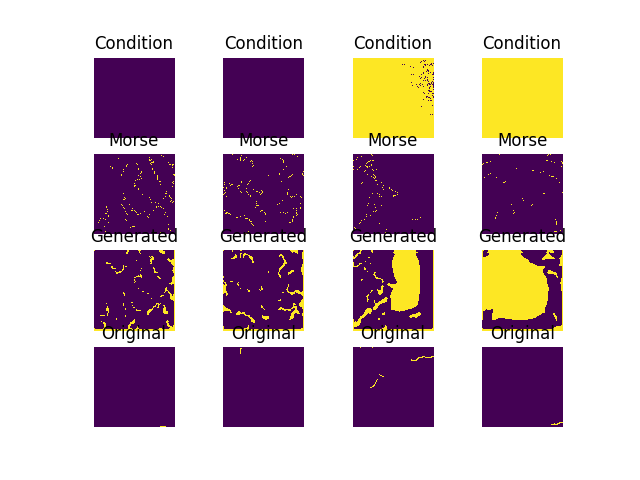 Condition Condition Condition Condition
Morse Morse Morse Morse
Generated Generated Generated Generated
Original Original Original Original